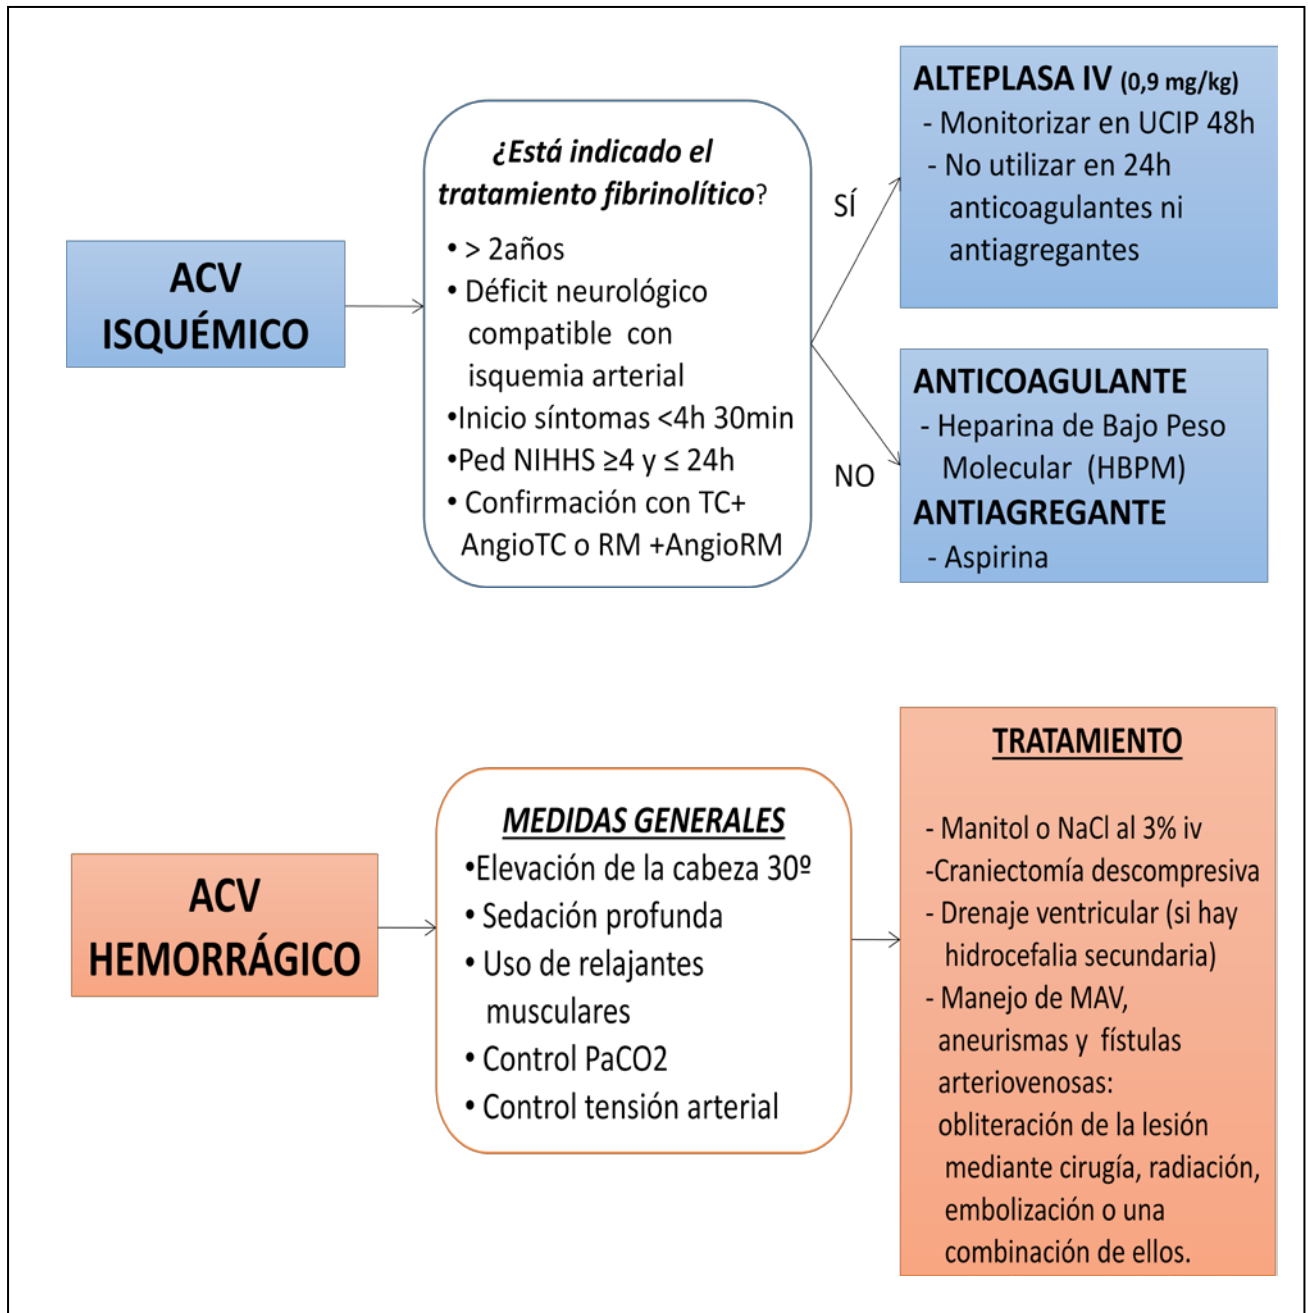 ACV
ISQUÉMICO
¿Está indicado el
tratamiento fibrinolítico?
• > 2años
• Déficit neurológico
compatible con
isquemia arterial
•Inicio síntomas <4h 30min
•Ped NIHHS ≥4 y ≤ 24h
• Confirmación con TC+
AngioTC o RM +AngioRM
SÍ
NO
ALTEPLASA IV (0,9 mg/kg)
- Monitorizar en UCIP 48h
- No utilizar en 24h
anticoagulantes ni
antiagregantes
ANTICOAGULANTE
- Heparina de Bajo Peso
Molecular (HBPM)
ANTIAGREGANTE
- Aspirina
ACV
HEMORRÁGICO
MEDIDAS GENERALES
•Elevación de la cabeza 30º
• Sedación profunda
• Uso de relajantes
musculares
• Control PaCO2
• Control tensión arterial
TRATAMIENTO
- Manitol o NaCl al 3% iv
-Craniectomía descompresiva
- Drenaje ventricular (si hay
hidrocefalia secundaria)
- Manejo de MAV,
aneurismas y fístulas
arteriovenosas:
obliteración de la lesión
mediante cirugía, radiación,
embolización o una
combinación de ellos.